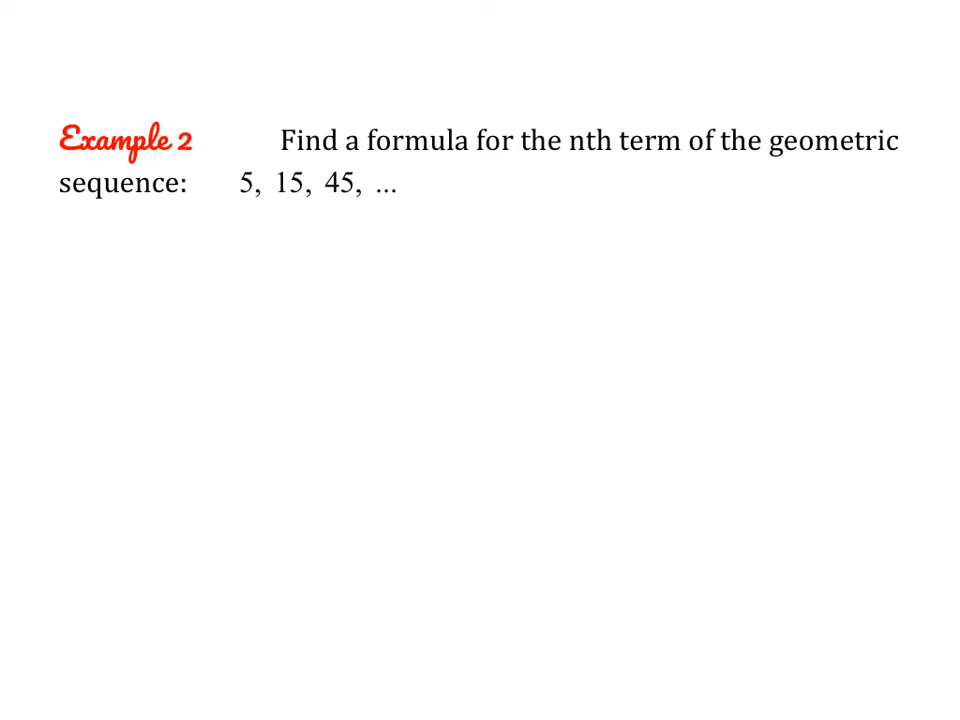 Example 2 Find a formula for the nth term of the geometric
sequence: 5, 15, 45, ...